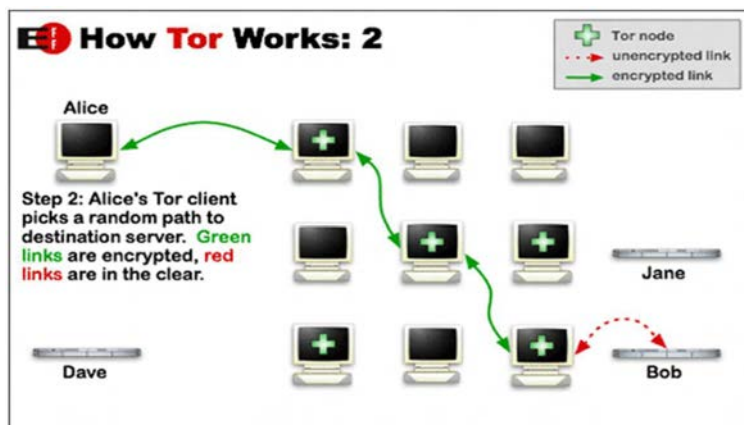 EFF How Tor Works: 2
Tor node
unencrypted link
encrypted link
Alice
Step 2: Alice's Tor client
picks a random path to
destination server. Green
links are encrypted, red
links are in the clear.
Jane
Dave
Bob